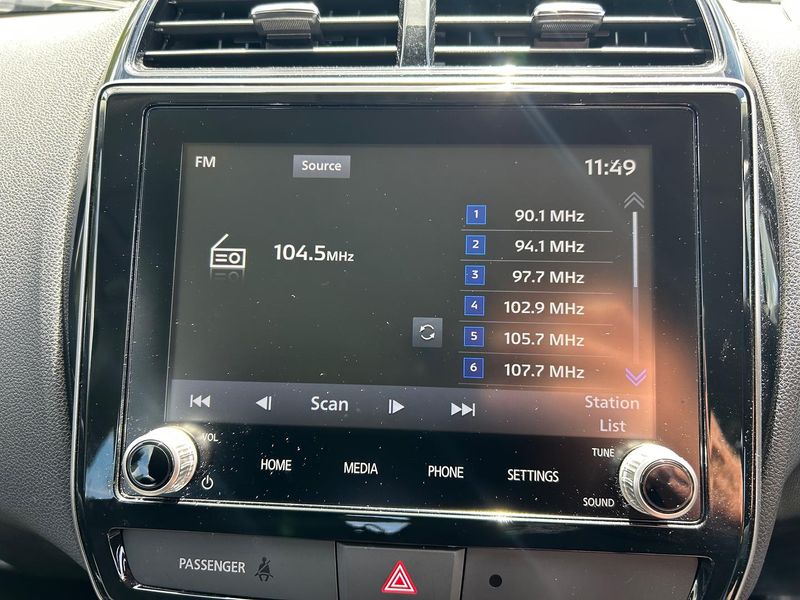 FM
Source
11:49
104.5MHz
1 90.1 MHz
2 94.1 MHz
3 97.7 MHz
4 102.9 MHz
5 105.7 MHz
6 107.7 MHz
Scan
Station
List
VOL
HOME
MEDIA
PHONE
SETTINGS
TUNE
SOUND
PASSENGER